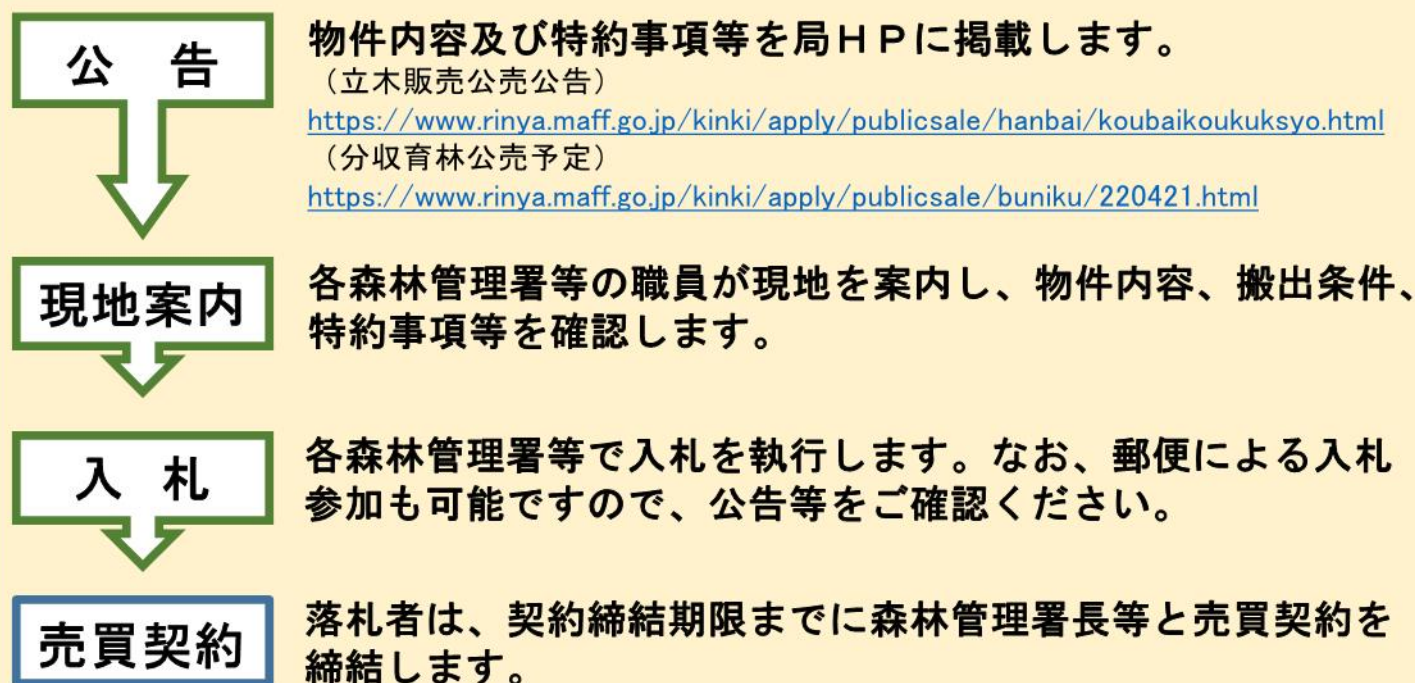 公　告
物件内容及び特約事項等を局ＨＰに掲載します。
（立木販売公売公告）
https://www.rinya.maff.go.jp/kinki/apply/publicsale/hanbai/koubaikoukuksyo.html
（分収育林公売予定）
https://www.rinya.maff.go.jp/kinki/apply/publicsale/buniku/220421.html
現地案内
各森林管理署等の職員が現地を案内し、物件内容、搬出条件、
特約事項等を確認します。
入　札
各森林管理署等で入札を執行します。なお、郵便による入札
参加も可能ですので、公告等をご確認ください。
売買契約
落札者は、契約締結期限までに森林管理署長等と売買契約を
締結します。